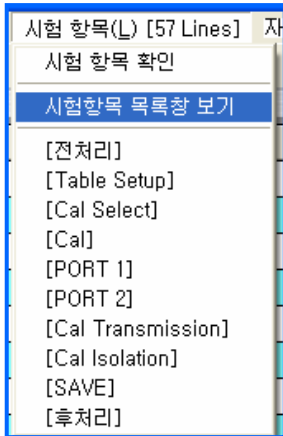 시험 항목(L) [57 Lines] 자
시험 항목 확인
시험항목 목록창 보기
[전처리]
[Table Setup]
[Cal Select]
[Cal]
[PORT 1]
[PORT 2]
[Cal Transmission]
[Cal Isolation]
[SAVE]
[후처리]